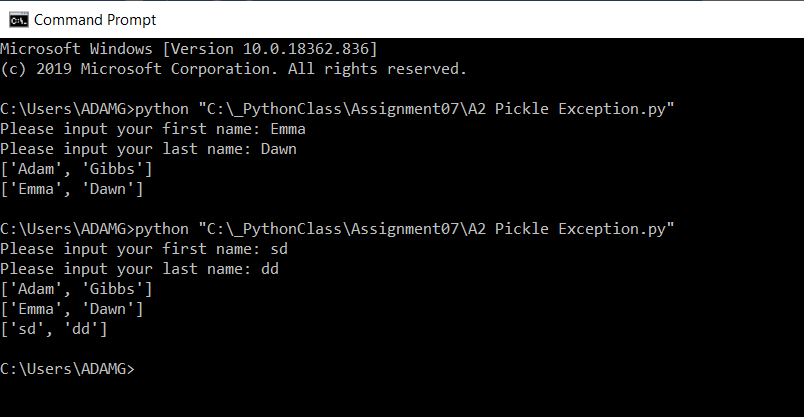 Command Prompt
Microsoft Windows [Version 10.0.18362.836]
(c) 2019 Microsoft Corporation. All rights reserved.
C:\Users\ADAMG>python "C:\_PythonClass\Assignment07\A2 Pickle Exception.py"
Please input your first name: Emma
Please input your last name: Dawn
['Adam', 'Gibbs']
['Emma', 'Dawn']
C:\Users\ADAMG>python "C:\_PythonClass\Assignment07\A2 Pickle Exception.py"
Please input your first name: sd
Please input your last name: dd
['Adam', 'Gibbs']
['Emma', 'Dawn']
['sd', 'dd']
C:\Users\ADAMG>